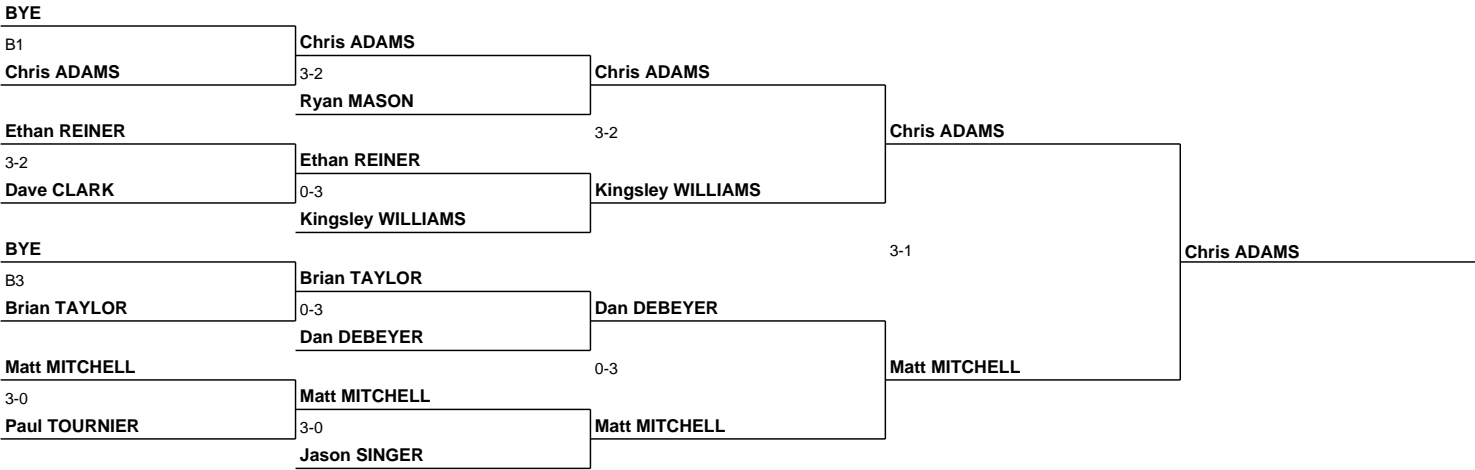 BYE
B1
Chris ADAMS
Chris ADAMS
3-2
Chris ADAMS
Ryan MASON
Ethan REINER
3-2
Chris ADAMS
3-2
Ethan REINER
Dave CLARK
0-3
Kingsley WILLIAMS
Kingsley WILLIAMS
BYE
3-1
Chris ADAMS
B3
Brian TAYLOR
Brian TAYLOR
0-3
Dan DEBEYER
Dan DEBEYER
Matt MITCHELL
0-3
Matt MITCHELL
3-0
Matt MITCHELL
Paul TOURNIER
3-0
Matt MITCHELL
Jason SINGER